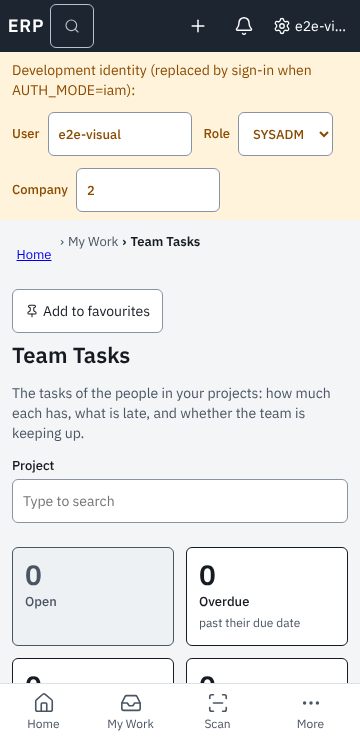 ERP
e2e-vi...
Development identity (replaced by sign-in when
AUTH_MODE=iam):
User e2e-visual Role SYSADM
Company 2
Home › My Work › Team Tasks
Add to favourites
Team Tasks
The tasks of the people in your projects: how much
each has, what is late, and whether the team is
keeping up.
Project
Type to search
0 0
Open Overdue
past their due date
Home My Work Scan More